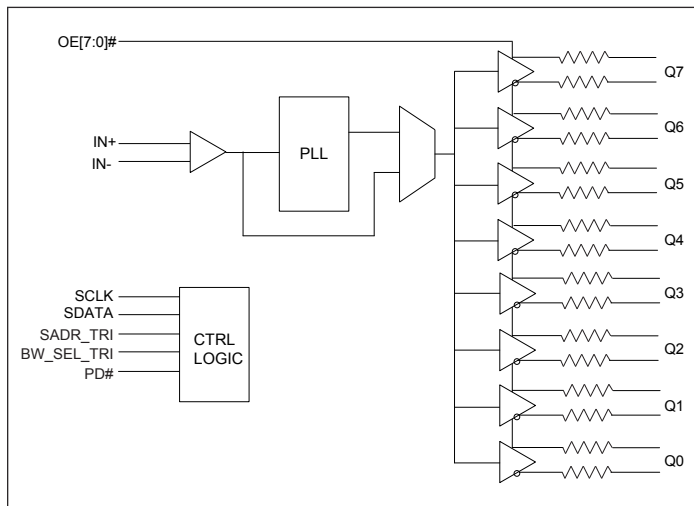 OE[7:0]#
Q7
Q6
IN+
IN-
PLL
Q5
Q4
SCLK
SDATA
SADR_TRI
BW_SEL_TRI
PD#
CTRL
LOGIC
Q3
Q2
Q1
Q0